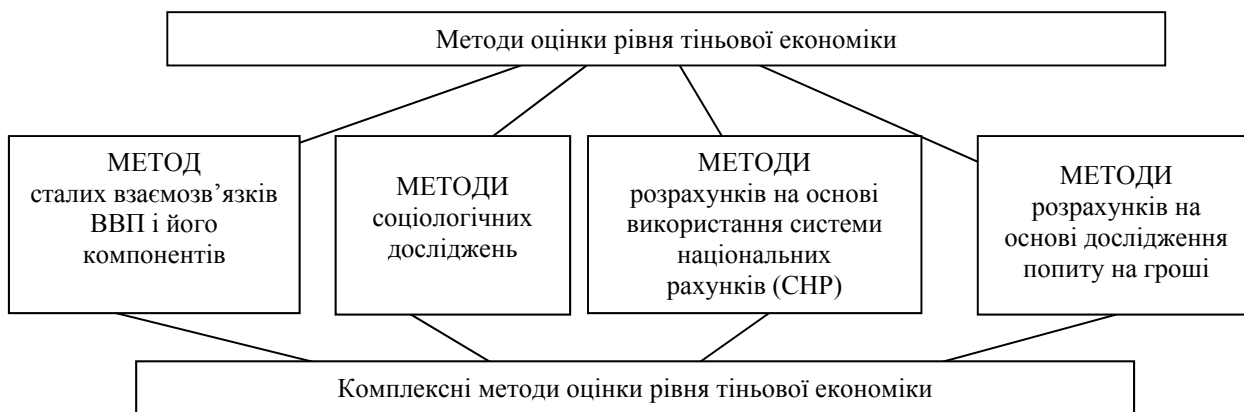 Методи оцінки рівня тіньової економіки
МЕТОД
сталих взаємозв’язків
ВВП і його
компонентів
МЕТОДИ
соціологічних
досліджень
МЕТОДИ
розрахунків на основі
використання системи
національних
рахунків (СНР)
МЕТОДИ
розрахунків на
основі дослідження
попиту на гроші
Комплексні методи оцінки рівня тіньової економіки